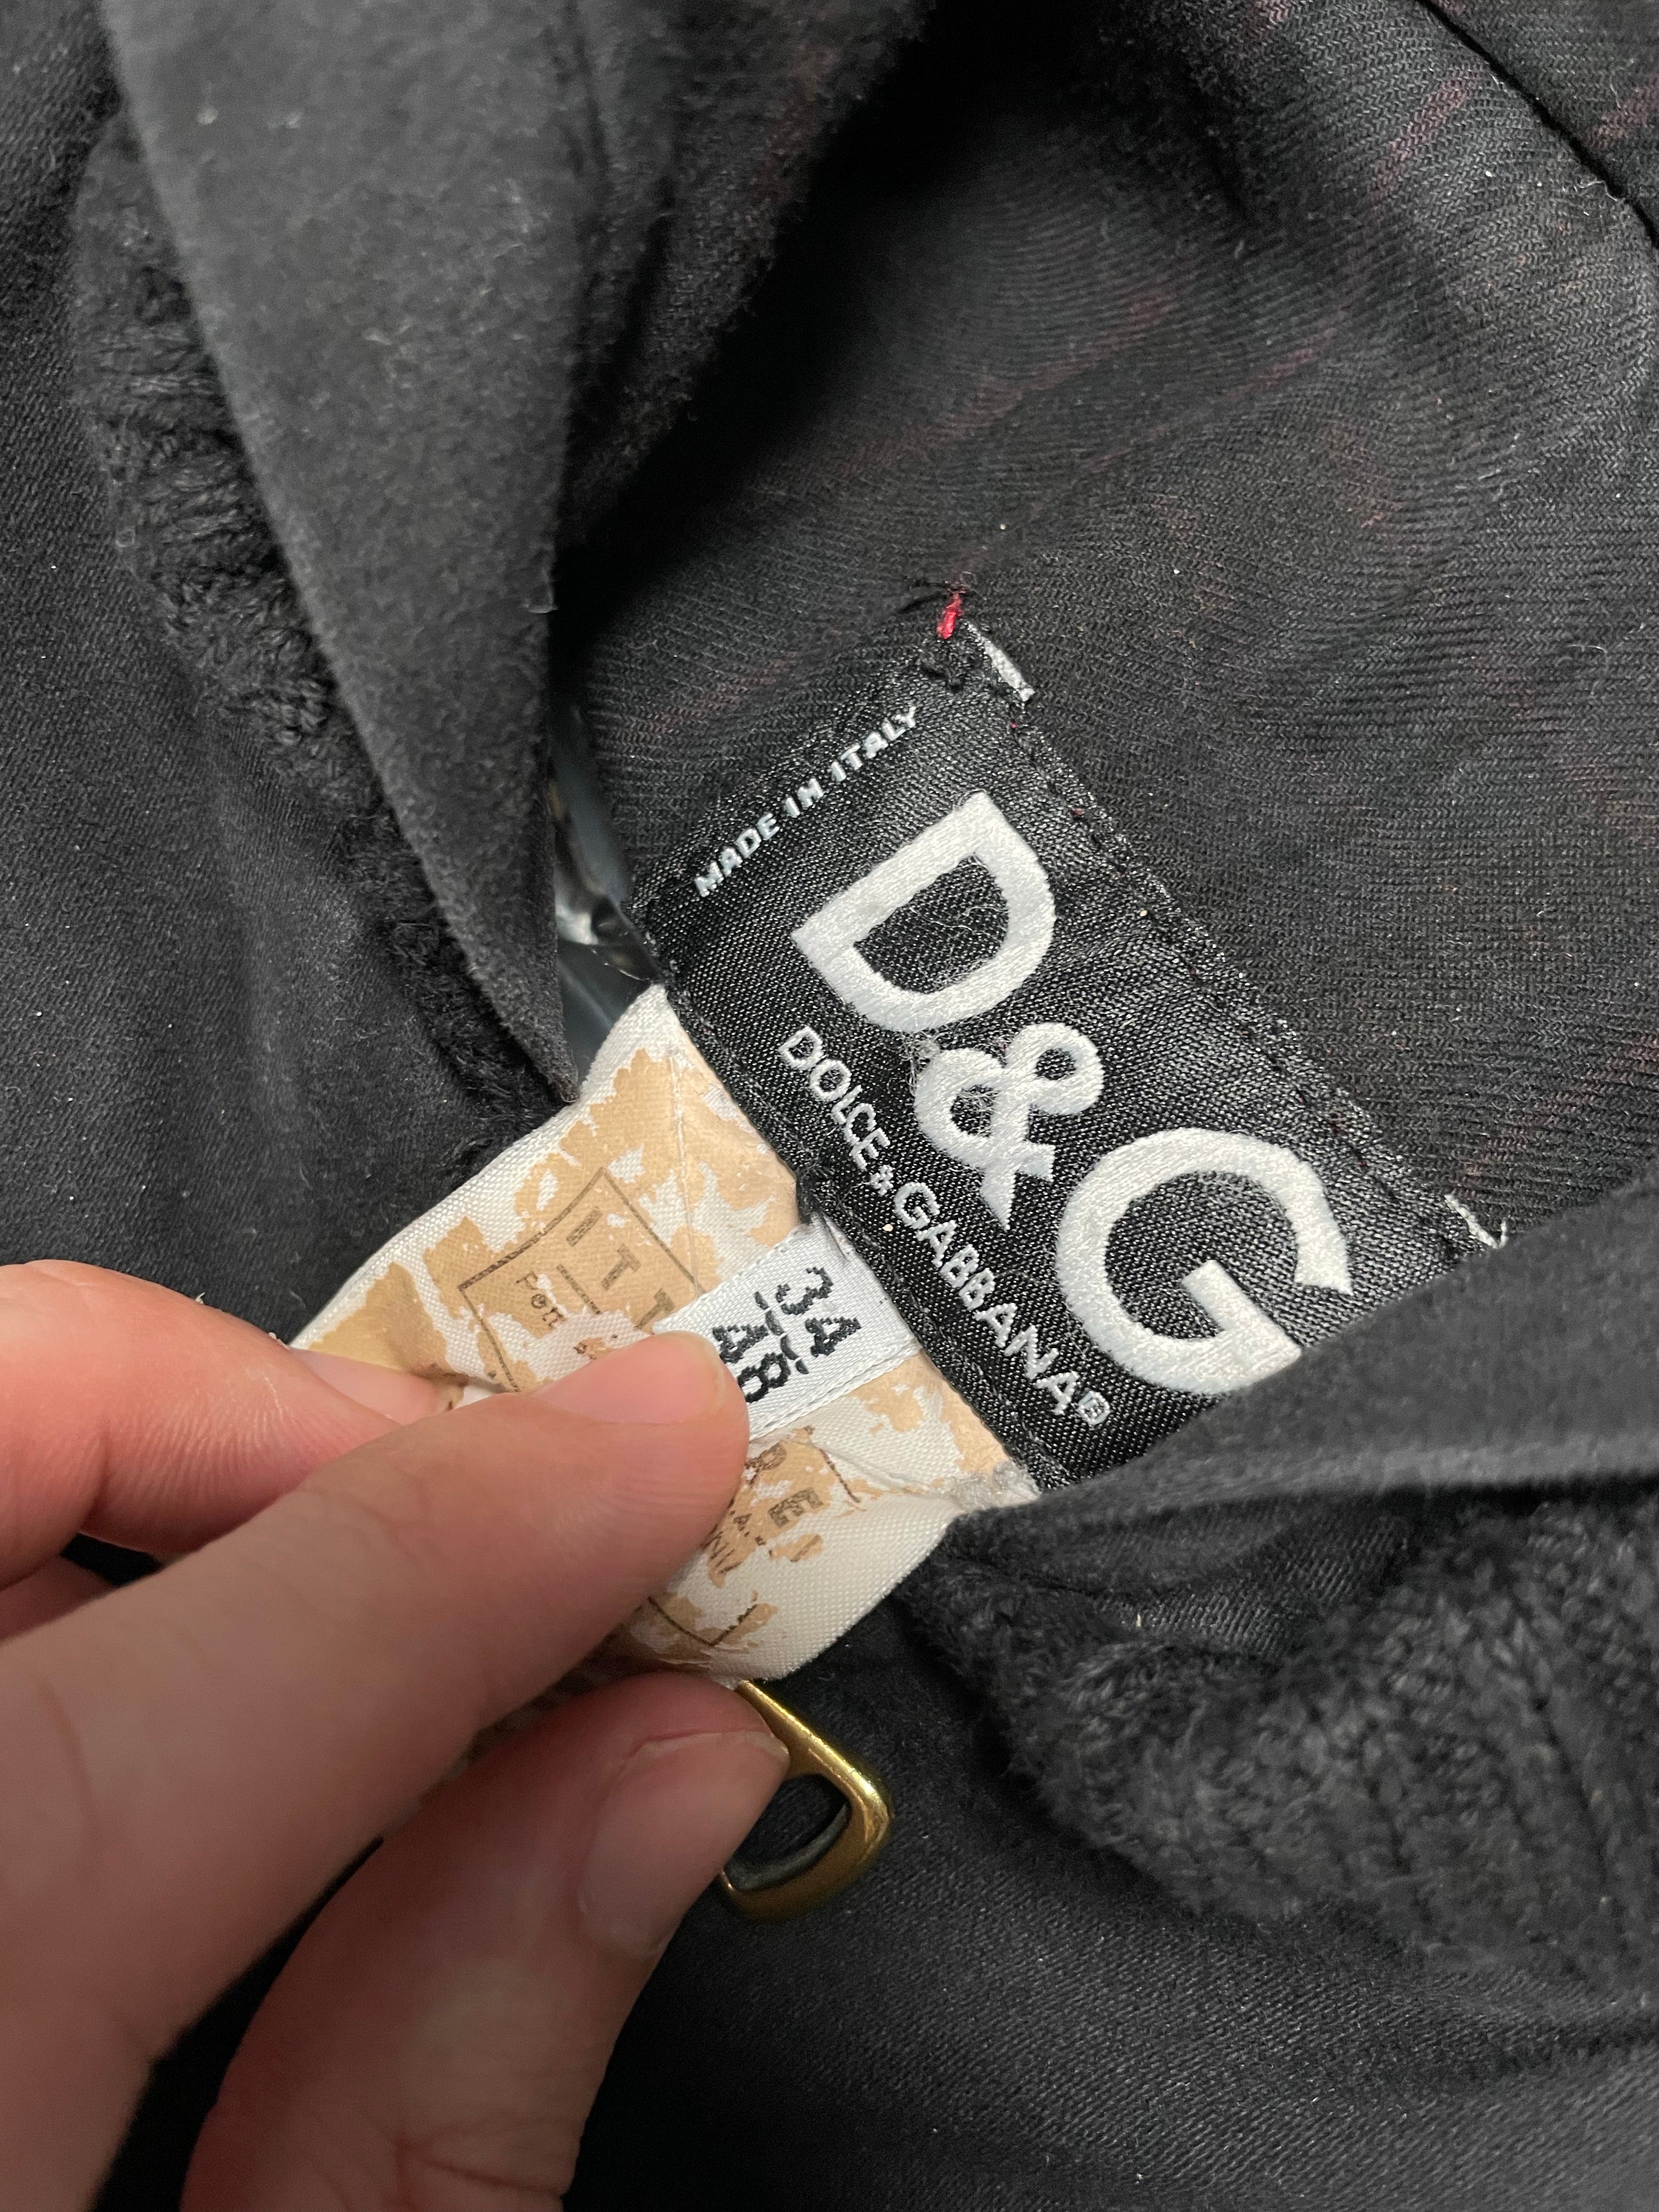 MADE IN ITALY
D&G
DOLCE & GABBANA®
34
48